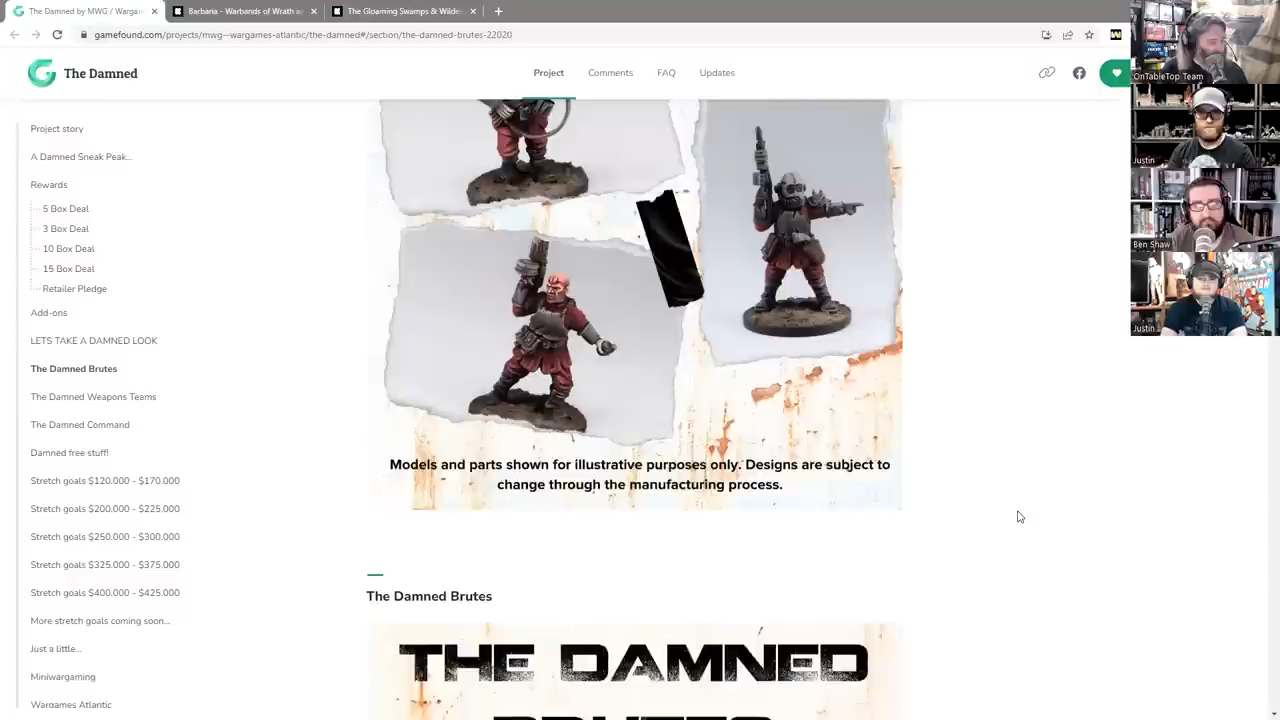 The Damned by MWG / Wargam
Barbaria - Warbands of Wrath a
The Gloaming Swamps & Wilde
gamefound.com/projects/mwg--wargames-atlantic/the-damned#/section/the-damned-brutes-22020
The Damned
Project
Comments
FAQ
Updates
Project story
A Damned Sneak Peak...
Rewards
5 Box Deal
3 Box Deal
10 Box Deal
15 Box Deal
Retailer Pledge
Add-ons
LETS TAKE A DAMNED LOOK
The Damned Brutes
The Damned Weapons Teams
The Damned Command
Damned free stuff!
Stretch goals $120.000 - $170.000
Stretch goals $200.000 - $225.000
Stretch goals $250.000 - $300.000
Stretch goals $325.000 - $375.000
Stretch goals $400.000 - $425.000
More stretch goals coming soon...
Just a little...
Miniwargaming
Wargames Atlantic
Models and parts shown for illustrative purposes only. Designs are subject to
change through the manufacturing process.
The Damned Brutes
THE DAMNED
BRUTES
OnTableTop Team
Justin
Ben Shaw
Justin